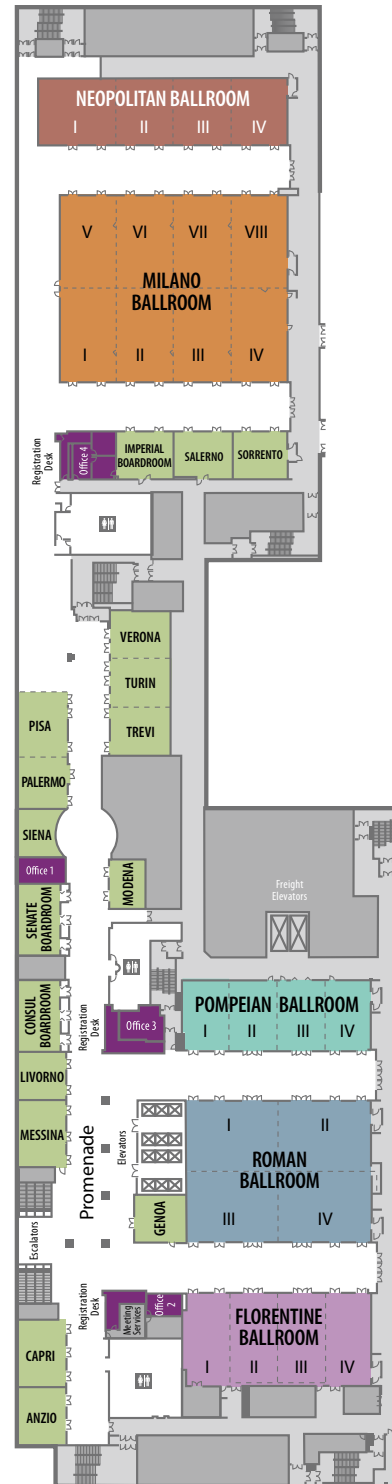 NEOPOLITAN BALLROOM
I II III IV
V VI VII VIII
MILANO
BALLROOM
I II III IV
Registration
Desk
Office 4
IMPERIAL
BOARDROOM
SALERNO
SORRENTO
VERONA
TURIN
TREVI
PISA
PALERMO
SIENA
Office 1
MODENA
SENATE
BOARDROOM
Freight
Elevators
CONSUL
BOARDROOM
Registration
Desk
Office 3
POMPEIAN BALLROOM
I II III IV
LIVORNO
MESSINA
Promenade
Elevators
I II
ROMAN
BALLROOM
III IV
GENOA
Escalators
Registration
Desk
Meeting
Services
Office
2
FLORENTINE
BALLROOM
I II III IV
CAPRI
ANZIO